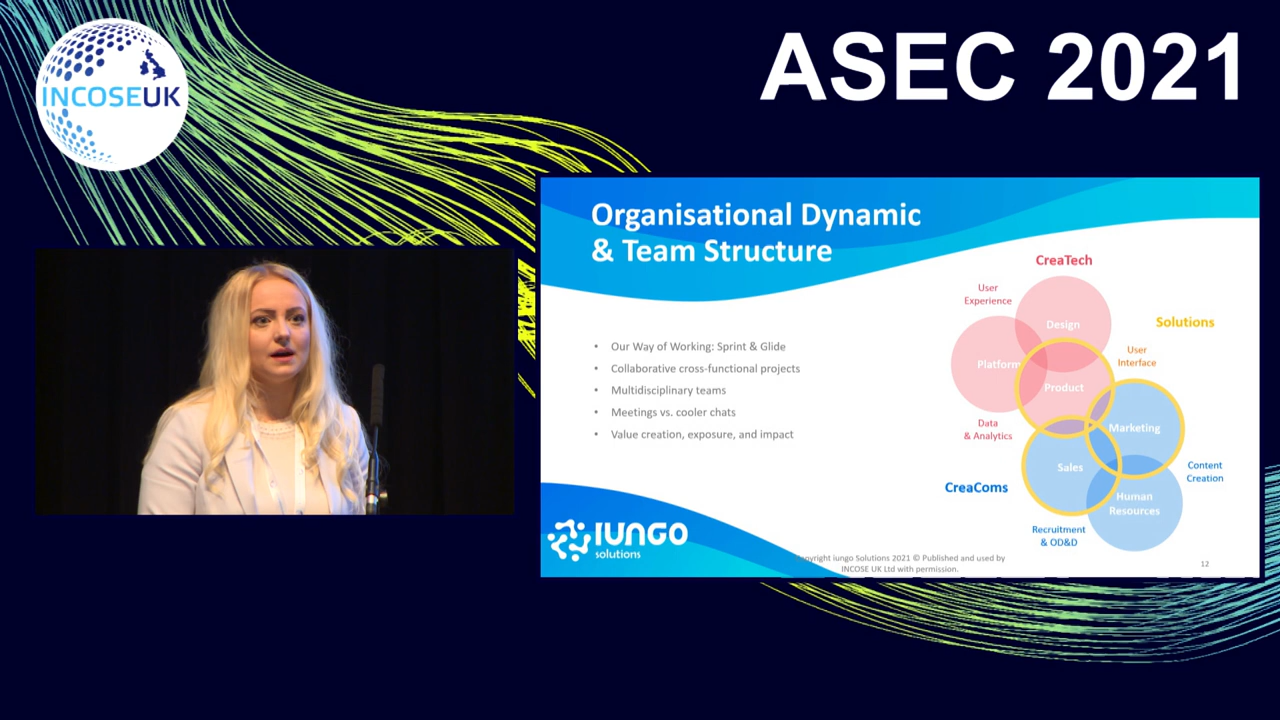 INCOSEUK
ASEC 2021
Organisational Dynamic
& Team Structure
• Our Way of Working: Sprint & Glide
• Collaborative cross-functional projects
• Multidisciplinary teams
• Meetings vs. cooler chats
• Value creation, exposure, and impact
CreaTech
User
Experience
Design
Solutions
Platform
User
Interface
Product
Data
& Analytics
Marketing
Sales
Content
Creation
CreaComs
Human
Resources
Recruitment
& OD&D
IUNGO
solutions
opyright iungo Solutions 2021 © Published and used by
INCOSE UK Ltd with permission.
12